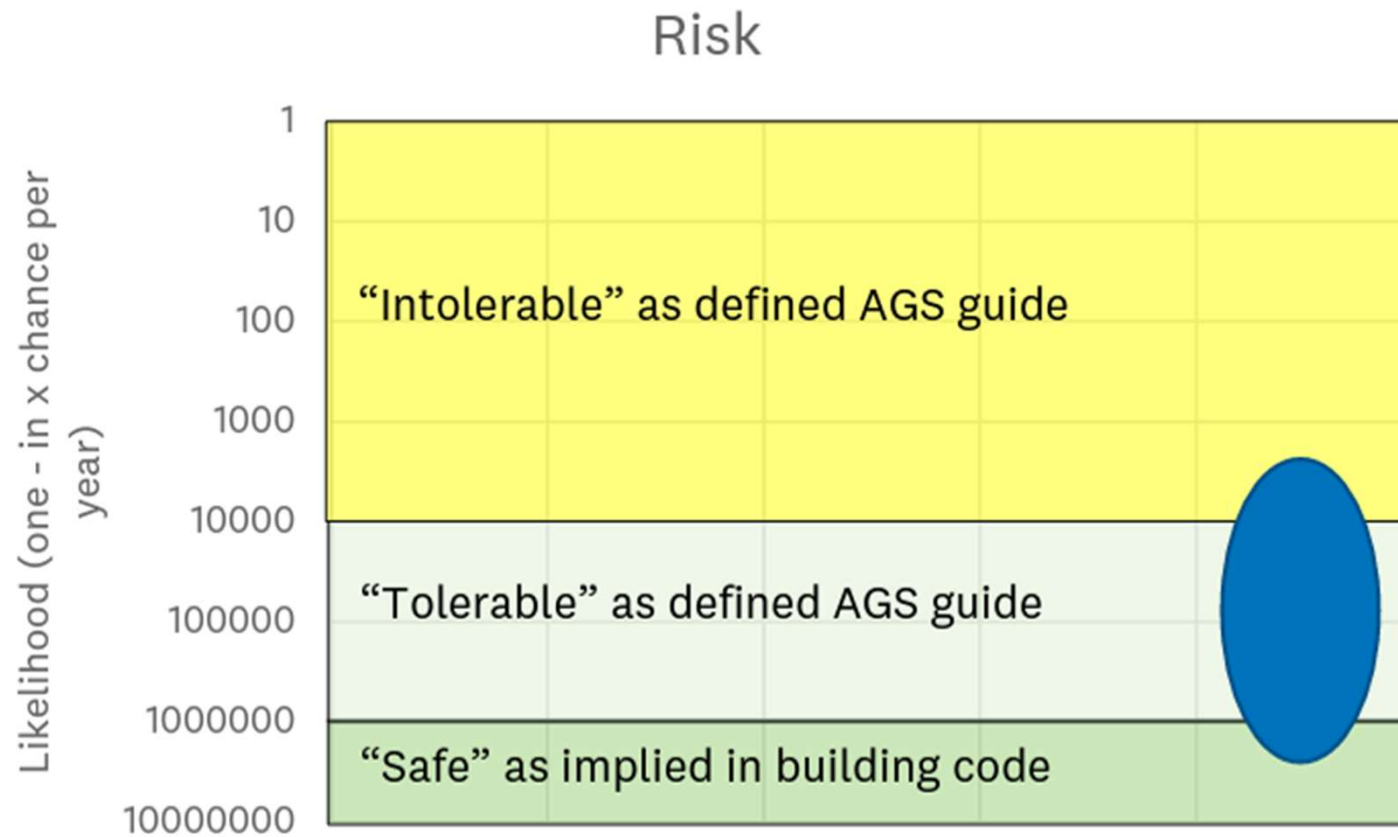 Risk
Likelihood (one - in x chance per
year)
1
10
100
1000
10000
100000
1000000
10000000
“Intolerable” as defined AGS guide
“Tolerable” as defined AGS guide
“Safe” as implied in building code